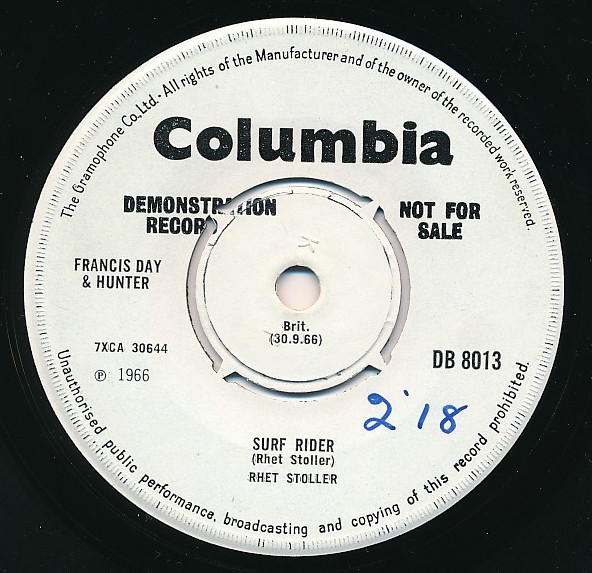 The Gramophone Co. Ltd. · All rights of the Manufacturer and of the owner of the recorded work reserved.
Columbia
DEMONSTRATION
RECORD
NOT FOR
SALE
FRANCIS DAY
& HUNTER
K
Brit.
(30.9.66)
7XCA 30644
℗ 1966
DB 8013
2'18
SURF RIDER
(Rhet Stoller)
RHET STOLLER
Unauthorised public performance, broadcasting and copying of this record prohibited.